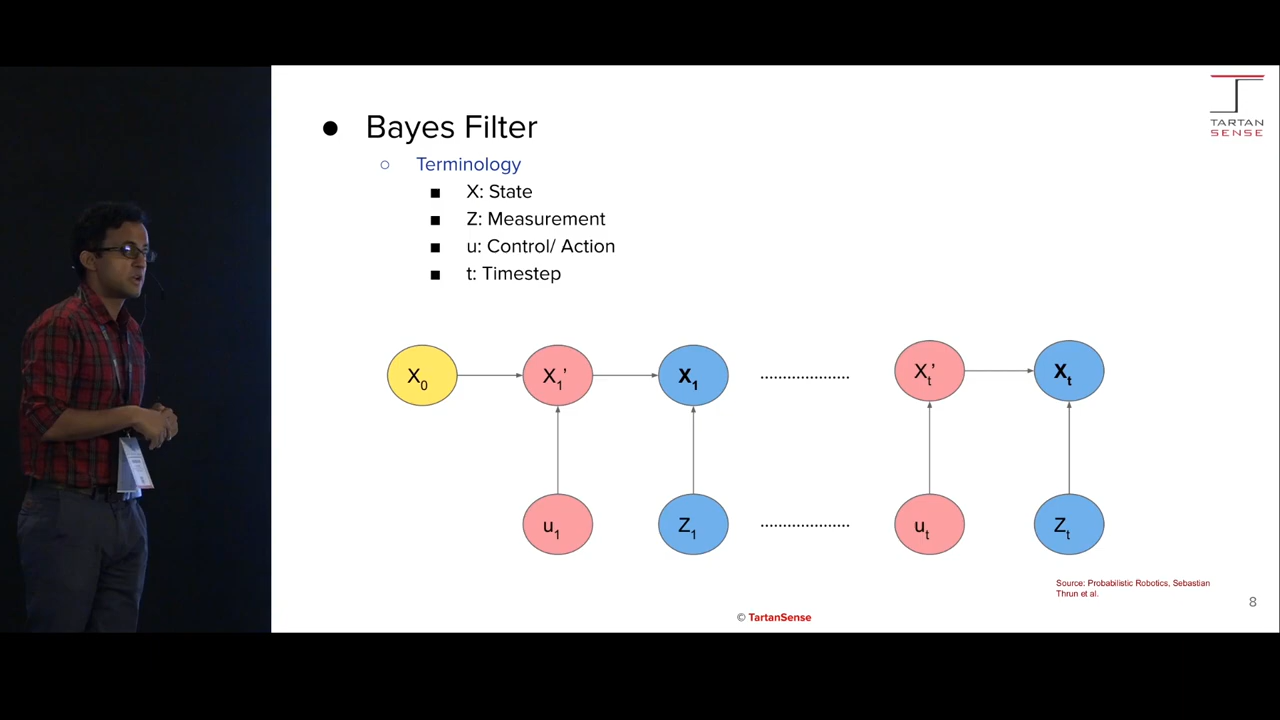 TARTAN
SENSE
● Bayes Filter
○ Terminology
■ X: State
■ Z: Measurement
■ u: Control/ Action
■ t: Timestep
X0 X1’ X1 ................... Xt’ Xt
u1 Z1 ................... ut Zt
Source: Probabilistic Robotics, Sebastian
Thrun et al.
8
© TartanSense